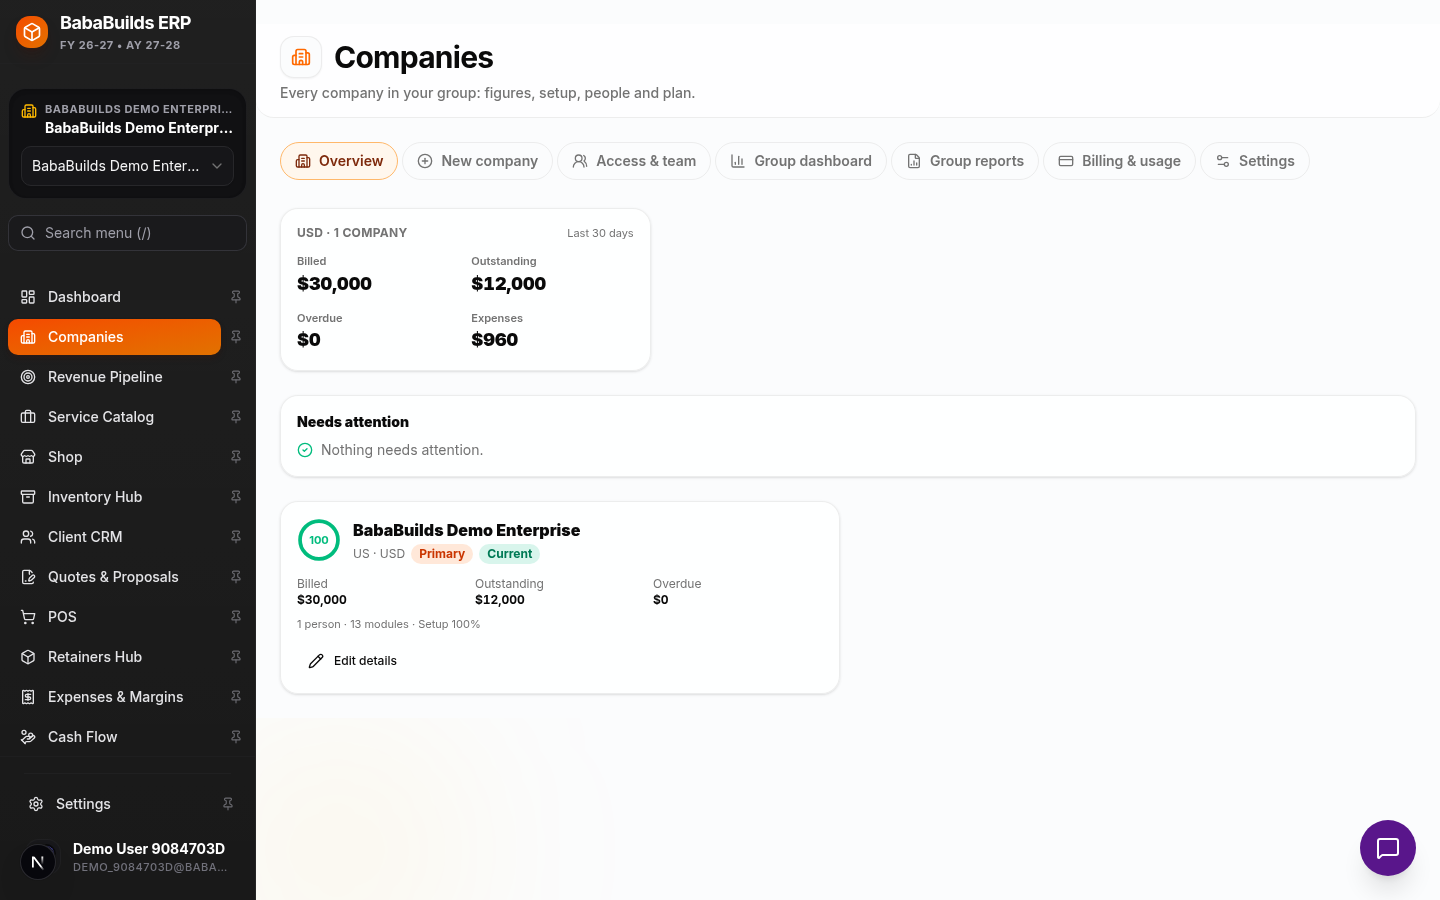 BabaBuilds ERP
FY 26-27 • AY 27-28
BABABUILDS DEMO ENTERPRI...
BabaBuilds Demo Enterpr...
BabaBuilds Demo Enter...
Search menu (/)
Dashboard
Companies
Revenue Pipeline
Service Catalog
Shop
Inventory Hub
Client CRM
Quotes & Proposals
POS
Retainers Hub
Expenses & Margins
Cash Flow
Settings
N
Demo User 9084703D
DEMO_9084703D@BABA...
Companies
Every company in your group: figures, setup, people and plan.
Overview New company Access & team Group dashboard Group reports Billing & usage Settings
USD · 1 COMPANY Last 30 days
Billed Outstanding
$30,000 $12,000
Overdue Expenses
$0 $960
Needs attention
Nothing needs attention.
100 BabaBuilds Demo Enterprise
US · USD Primary Current
Billed Outstanding Overdue
$30,000 $12,000 $0
1 person · 13 modules · Setup 100%
Edit details